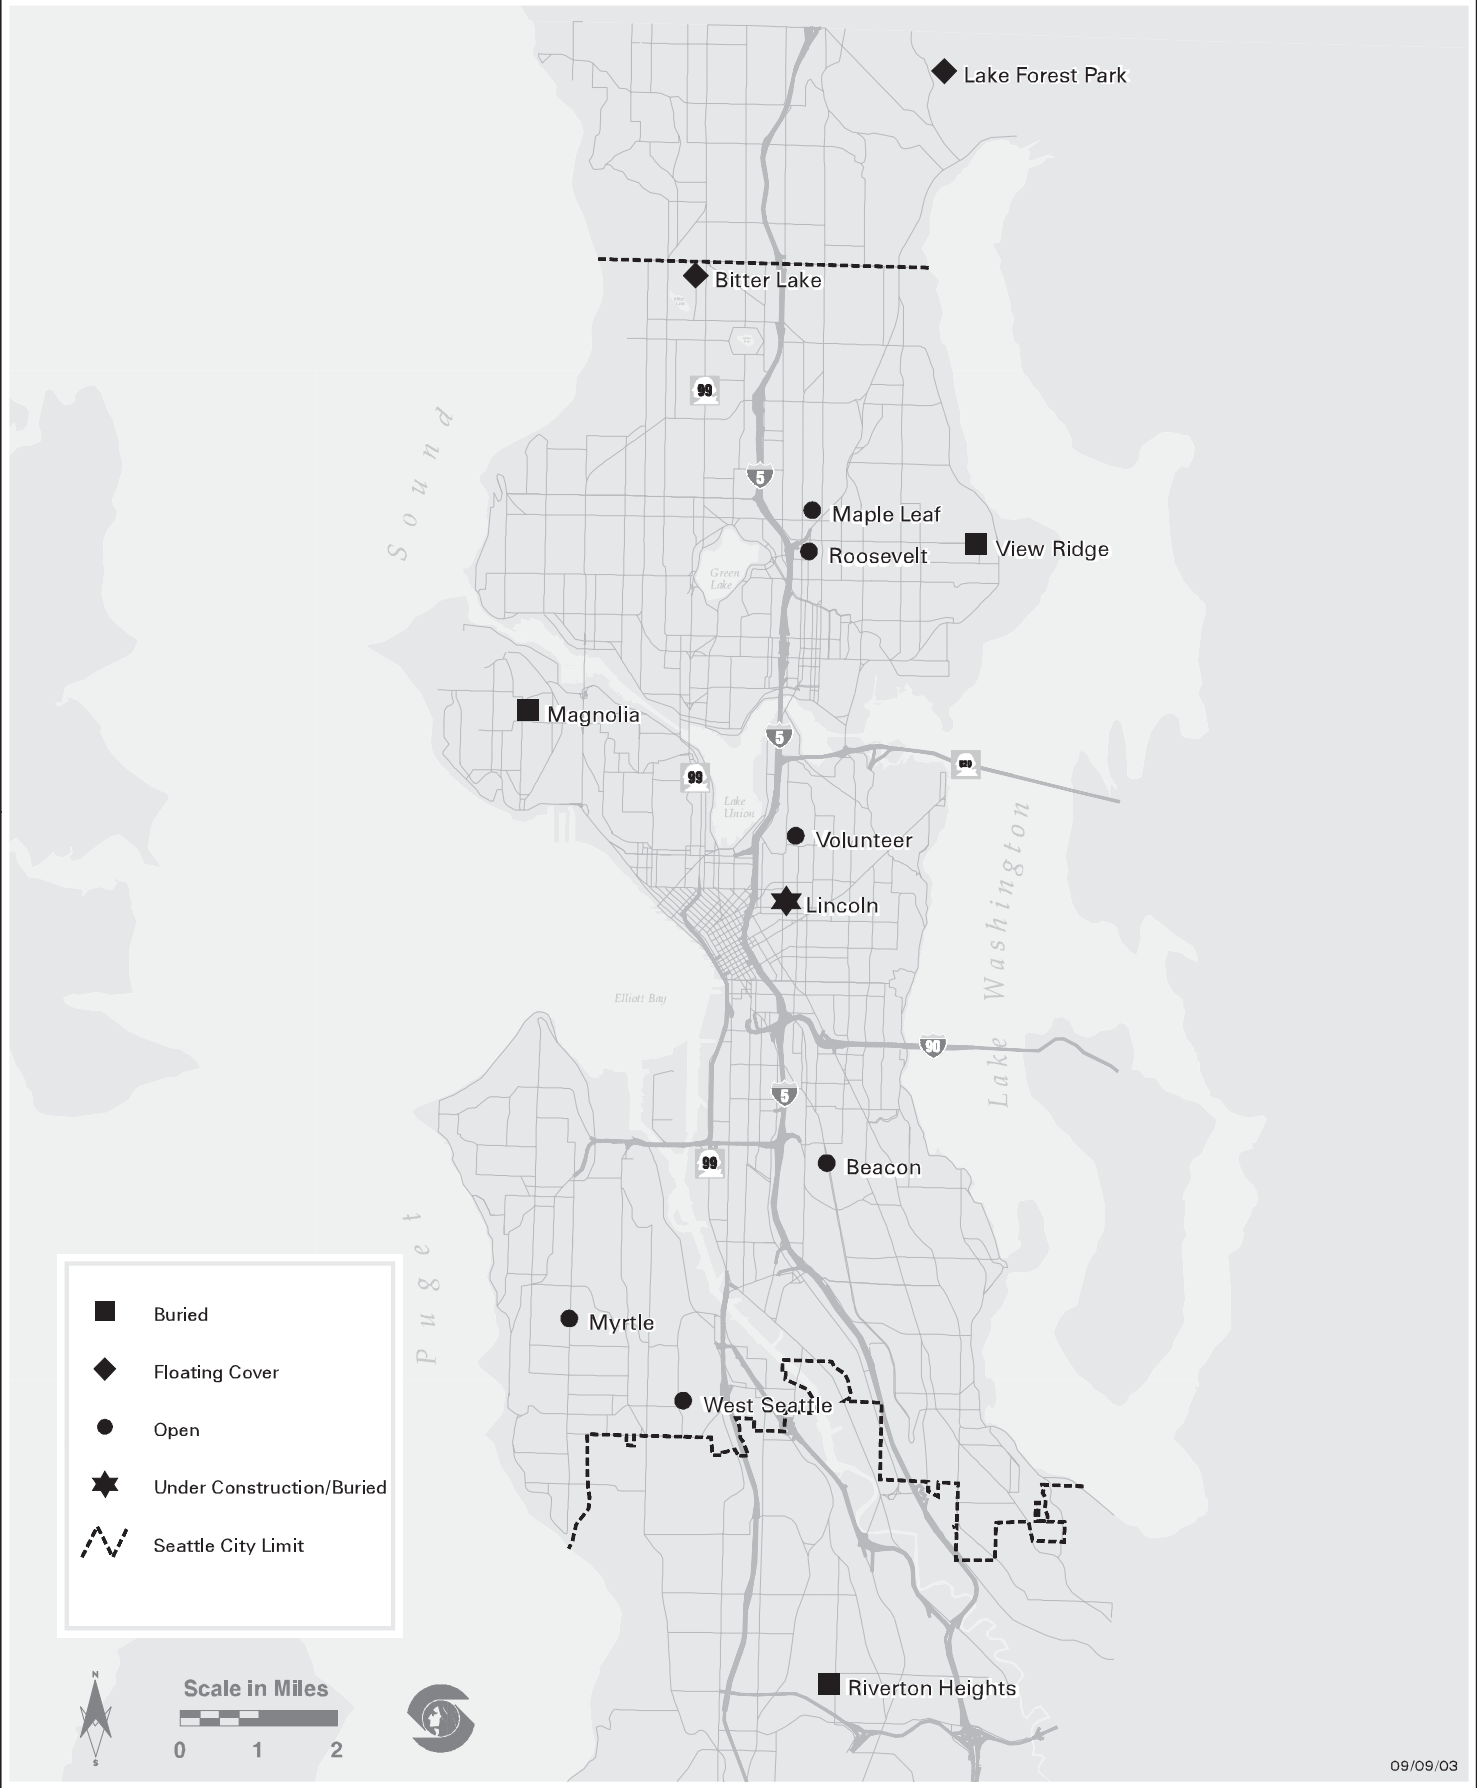 Lake Forest Park
Bitter Lake
99
5
Sound
Maple Leaf
Roosevelt
View Ridge
Green
Lake
Magnolia
5
520
99
Lake
Union
Volunteer
Lincoln
Lake Washington
Elliott Bay
90
5
99
Beacon
Puget
Buried
Floating Cover
Open
Under Construction/Buried
Seattle City Limit
Myrtle
West Seattle
Riverton Heights
N
S
Scale in Miles
0 1 2
09/09/03